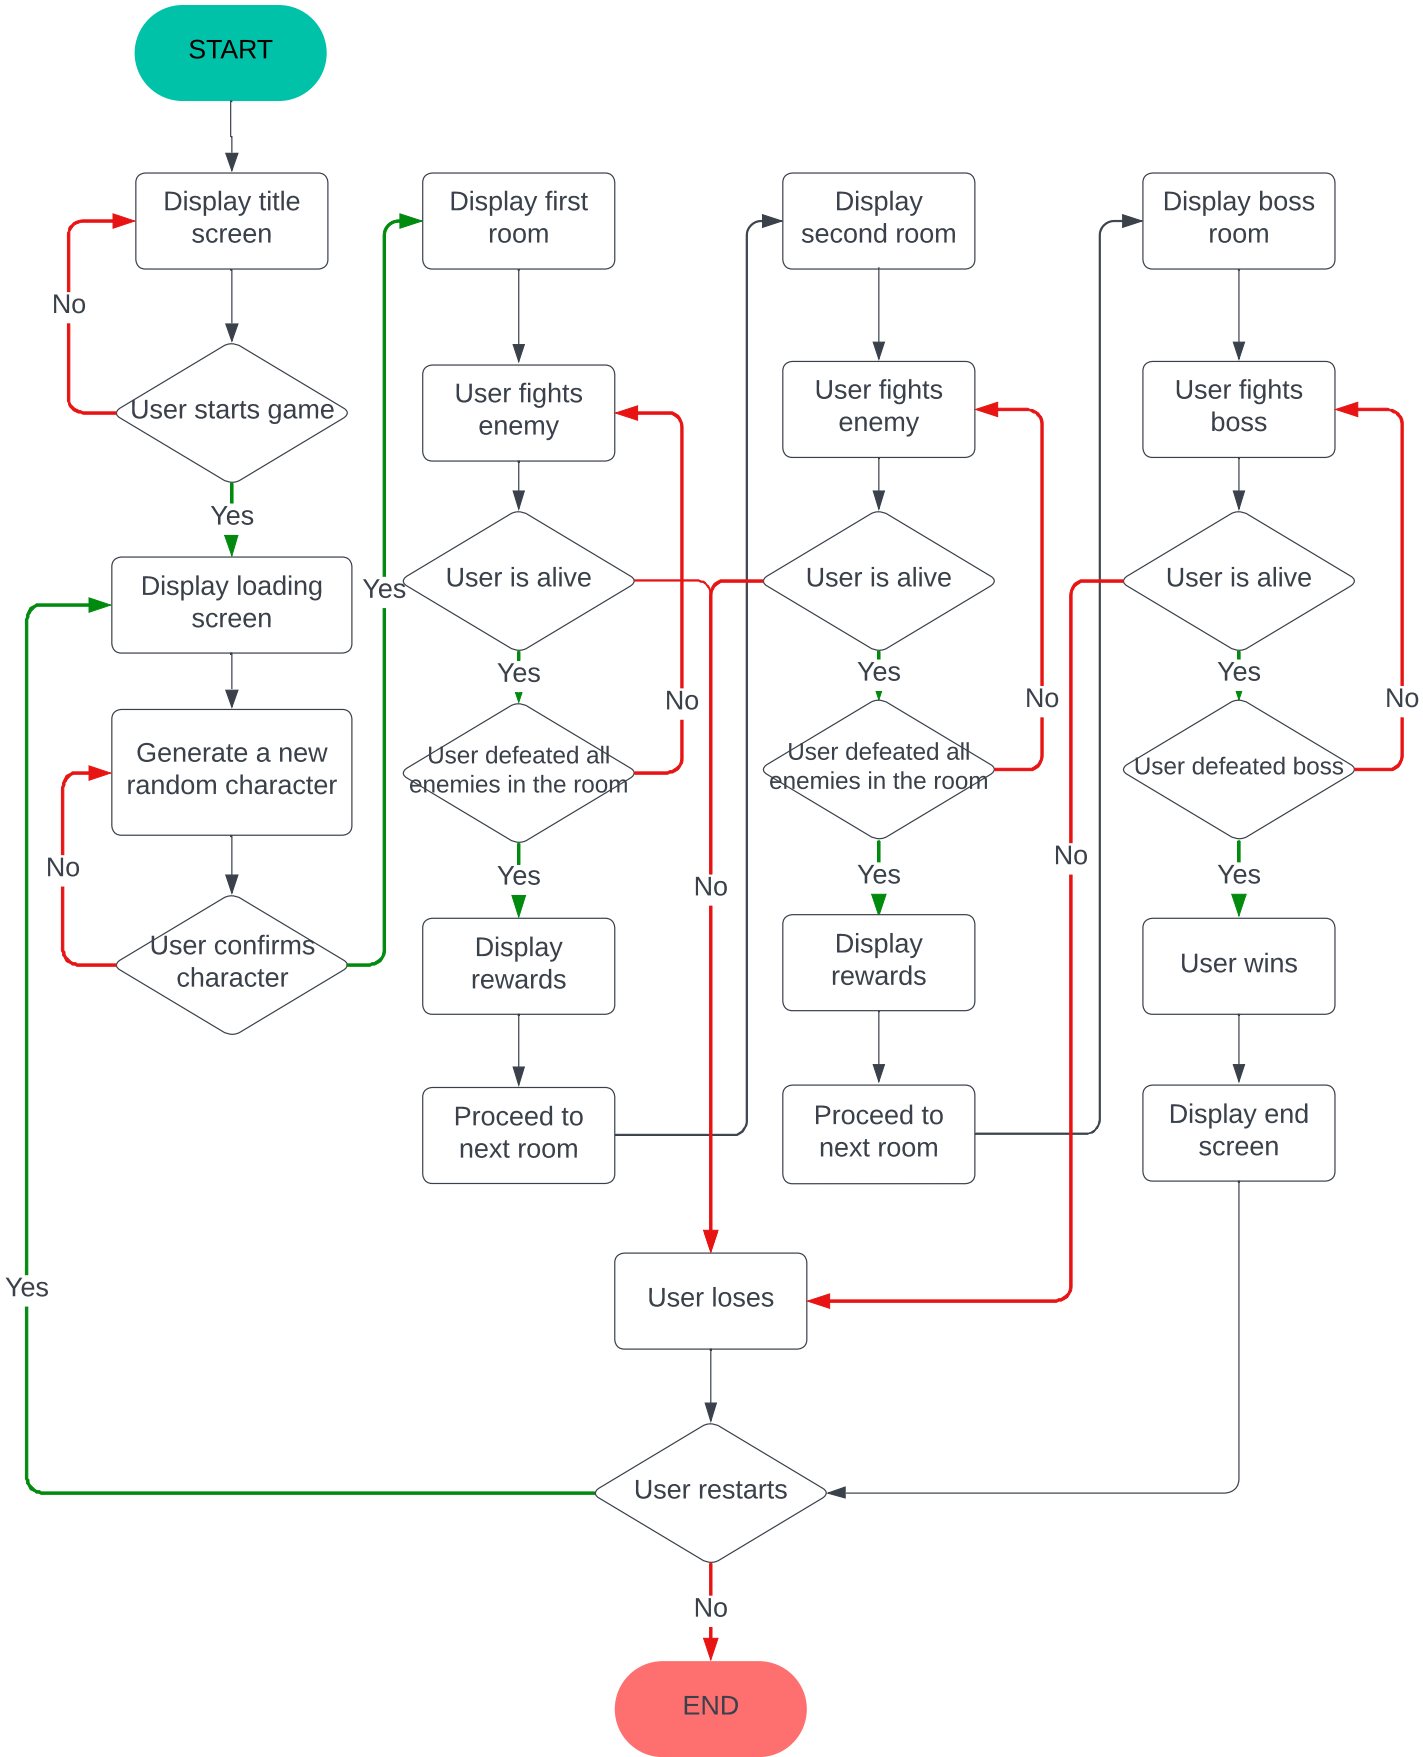 START
Display title
screen
No
User starts game
Yes
Display loading
screen
Generate a new
random character
No
User confirms
character
Yes
Display first
room
User fights
enemy
User is alive
Yes
No
User defeated all
enemies in the room
Yes
Display
rewards
Proceed to
next room
Display
second room
User fights
enemy
User is alive
Yes
No
User defeated all
enemies in the room
Yes
No
Display
rewards
Proceed to
next room
Display boss
room
User fights
boss
User is alive
Yes
No
User defeated boss
No
Yes
User wins
Display end
screen
User loses
Yes
User restarts
No
END